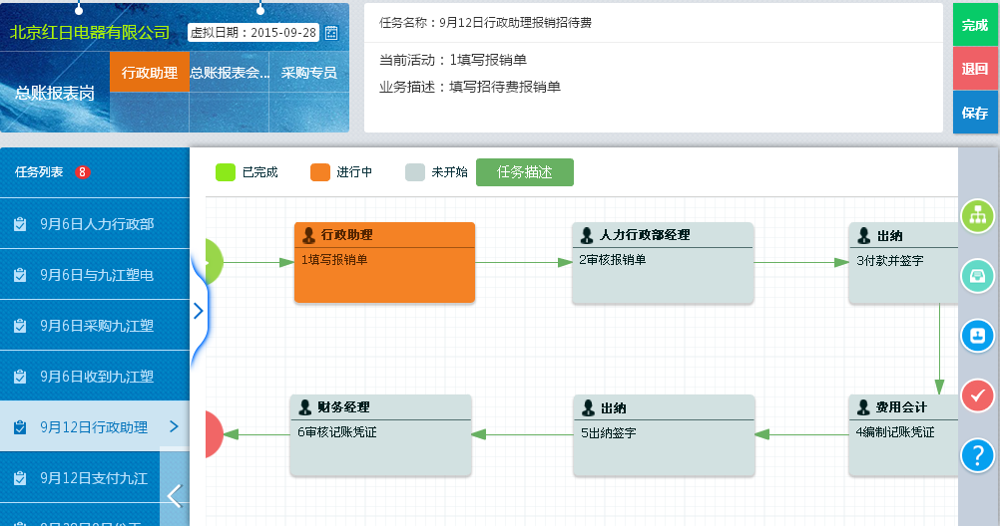 北京红日电器有限公司
虚拟日期：2015-09-28
总账报表岗
行政助理
总账报表会...
采购专员
任务名称：9月12日行政助理报销招待费
当前活动：1填写报销单
业务描述：填写招待费报销单
完成
退回
保存
任务列表
8
9月6日人力行政部
9月6日与九江塑电
9月6日采购九江塑
9月6日收到九江塑
9月12日行政助理
9月12日支付九江
已完成
进行中
未开始
任务描述
行政助理
1填写报销单
人力行政部经理
2审核报销单
出纳
3付款并签字
财务经理
6审核记账凭证
出纳
5出纳签字
费用会计
4编制记账凭证
?